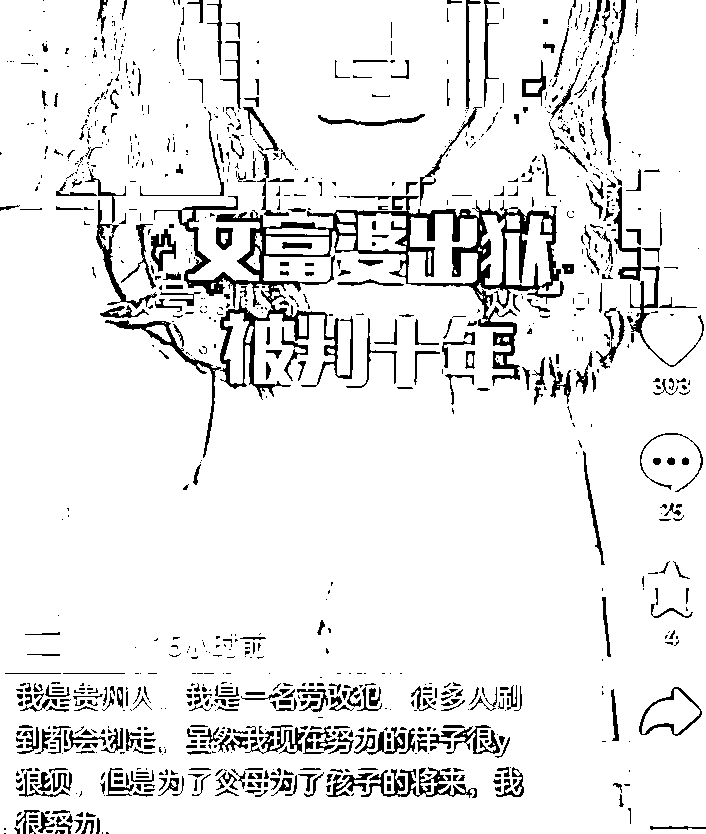 女富婆出狱
被判十年
303
25
4
15小时前
我是贵州人，我是一名劳改犯，很多人刷
到都会划走。虽然我现在努力的样子很y
狼狈，但是为了父母为了孩子的将来。我
很努力，